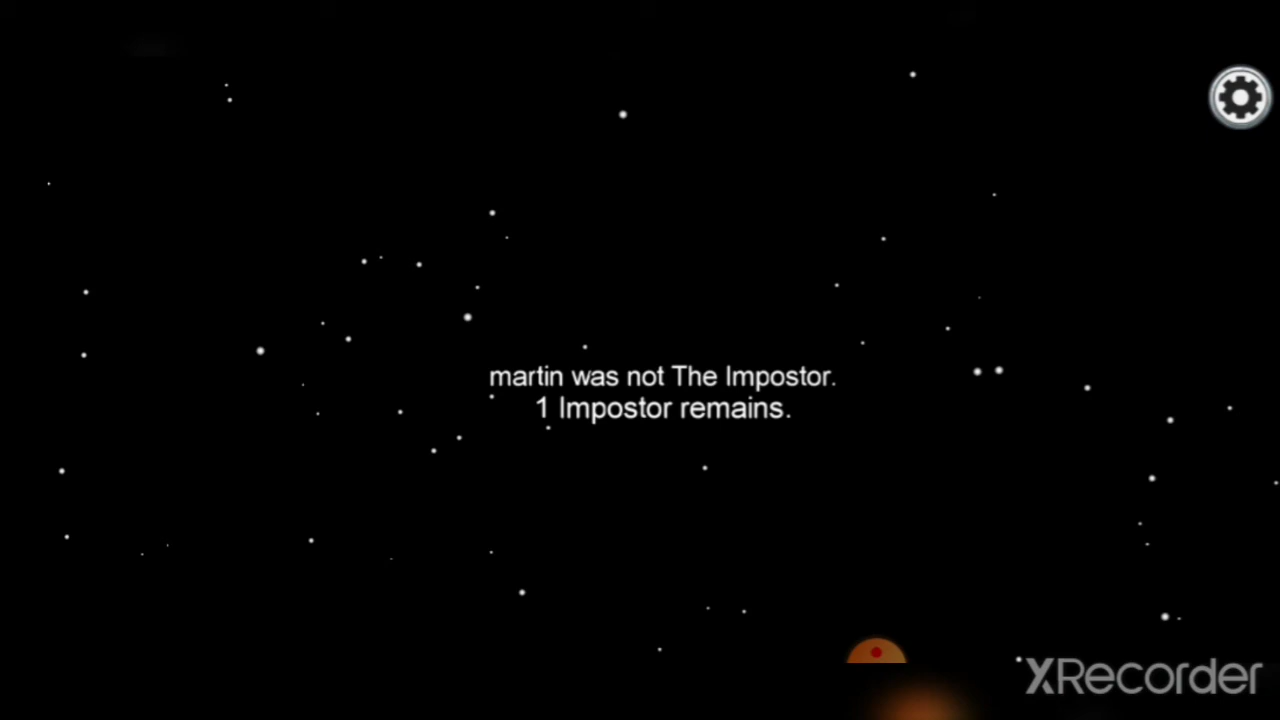 martin was not The Impostor.
1 Impostor remains.
XRecorder